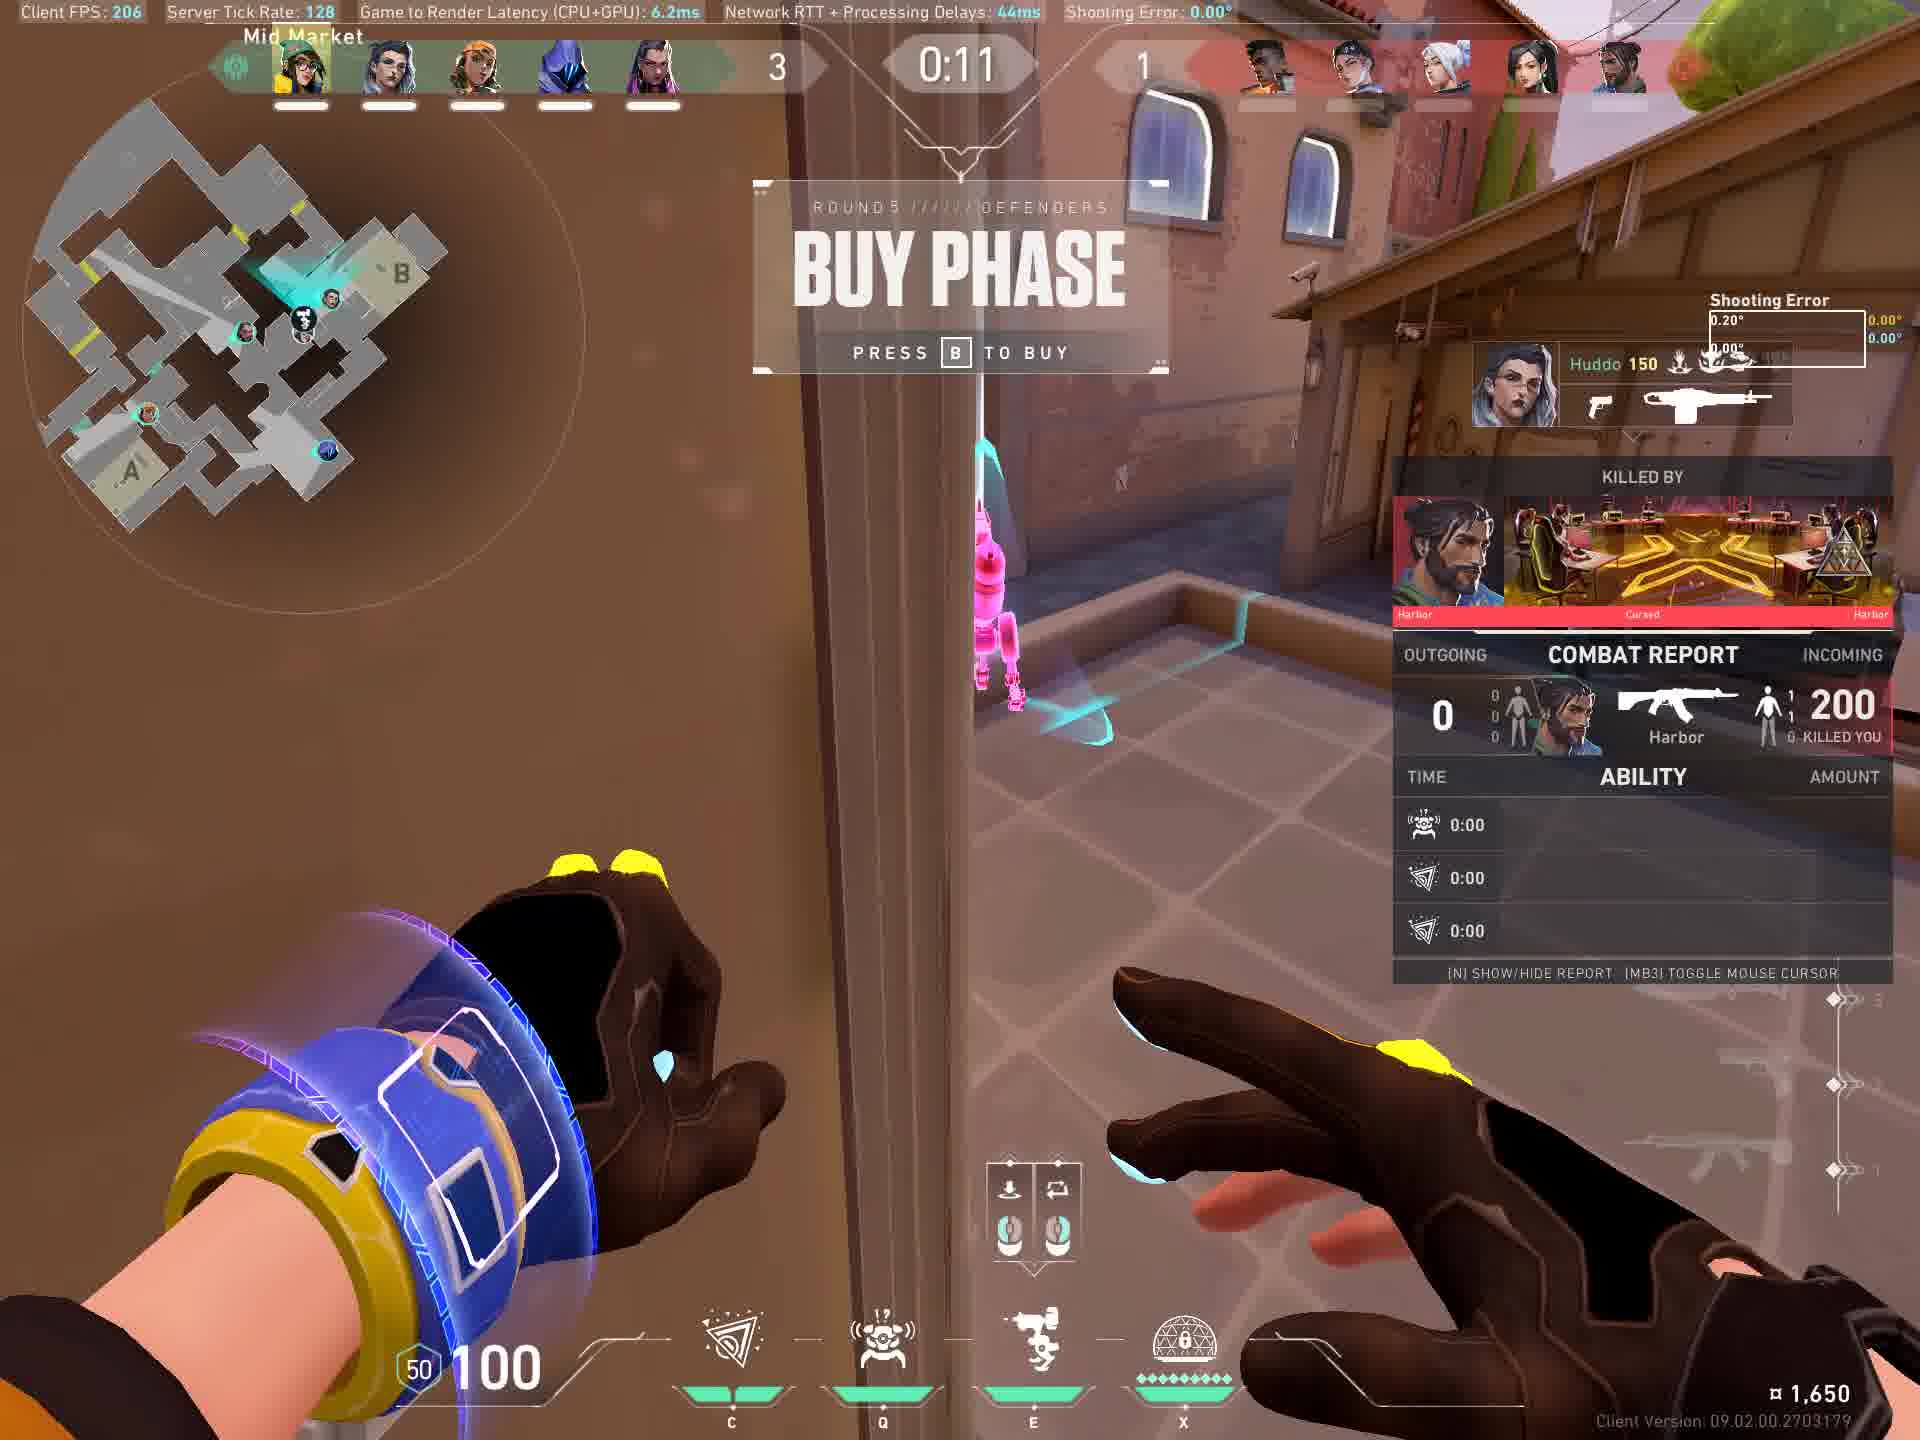 Client FPS: 206 Server Tick Rate: 128 Game to Render Latency (CPU+GPU): 6.2ms Network RTT + Processing Delays: 44ms Shooting Error: 0.00°
Mid Market
3 0:11 1
ROUND 5 ////// DEFENDERS
BUY PHASE
PRESS B TO BUY
B
A
Shooting Error
0.20° 0.00°
0.00°
0.00°
Huddo 150
KILLED BY
Harbor Cursed Harbor
OUTGOING COMBAT REPORT INCOMING
0 0 0 0 Harbor 1 1 0 200 KILLED YOU
TIME ABILITY AMOUNT
0:00
0:00
0:00
[N] SHOW/HIDE REPORT [MB3] TOGGLE MOUSE CURSOR
3
2
1
50 100
C Q E X
¤ 1,650
Client Version: 09.02.00.2703179